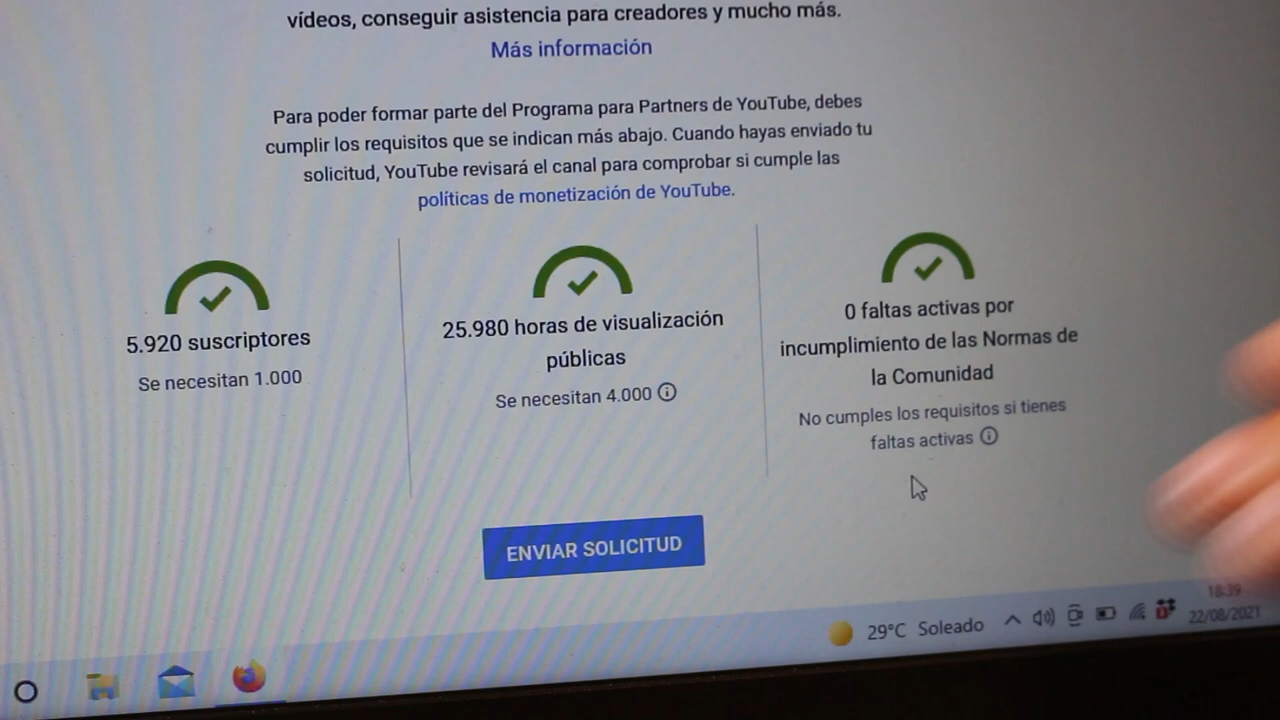 vídeos, conseguir asistencia para creadores y mucho más.
Más información
Para poder formar parte del Programa para Partners de YouTube, debes
cumplir los requisitos que se indican más abajo. Cuando hayas enviado tu
solicitud, YouTube revisará el canal para comprobar si cumple las
políticas de monetización de YouTube.
5.920 suscriptores
Se necesitan 1.000
25.980 horas de visualización
públicas
Se necesitan 4.000
0 faltas activas por
incumplimiento de las Normas de
la Comunidad
No cumples los requisitos si tienes
faltas activas
ENVIAR SOLICITUD
29°C Soleado
18:39
22/08/2021